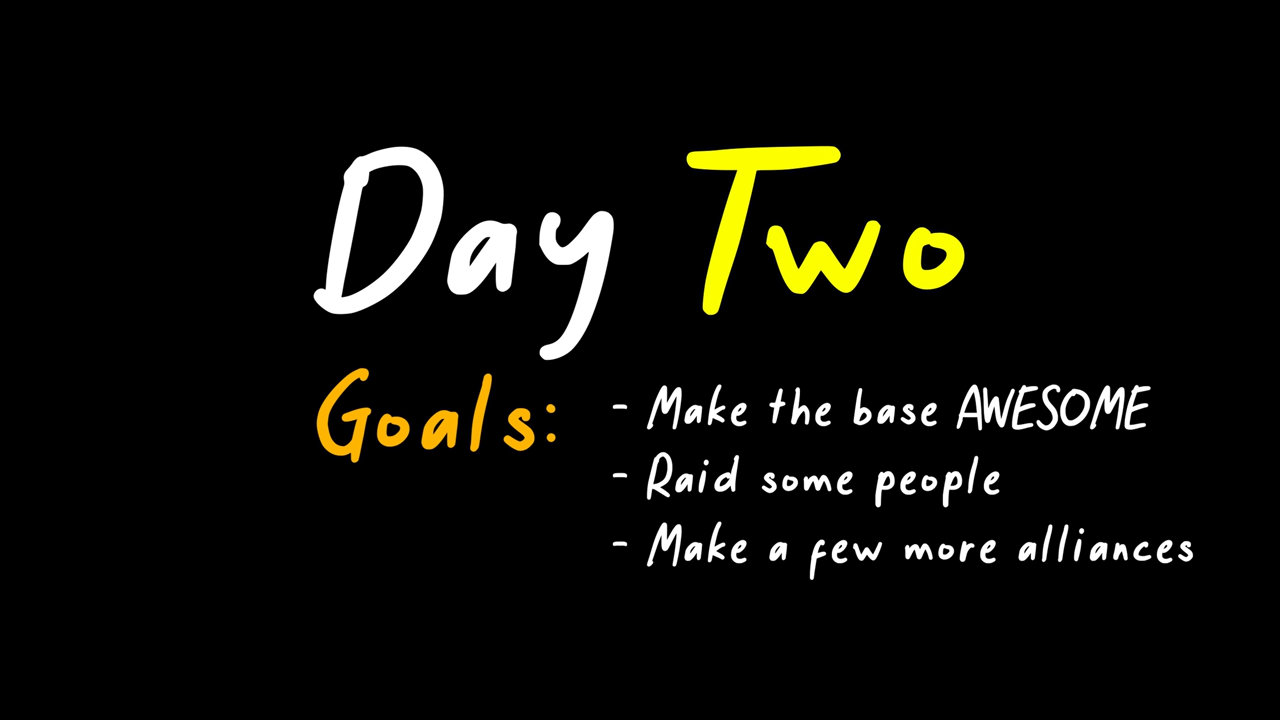 Day Two
Goals: - Make the base AWESOME
- Raid some people
- Make a few more alliances